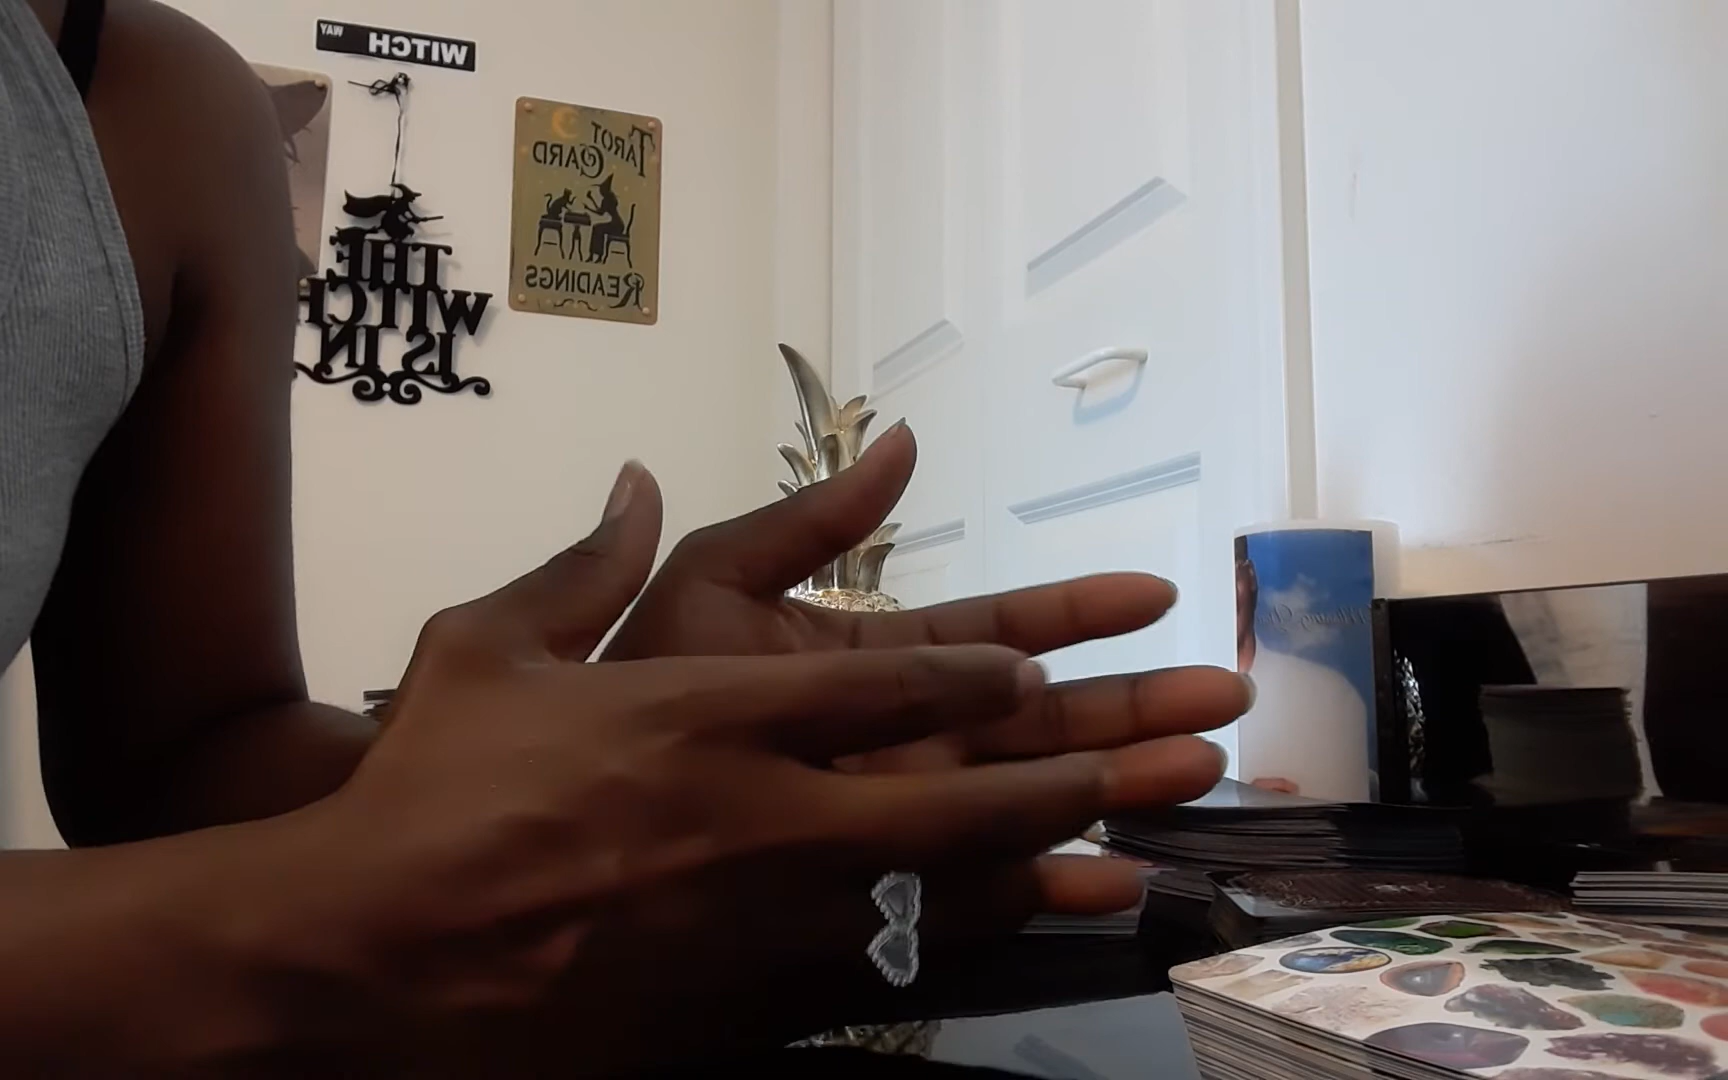 WITCH WAY
THE
WITCH
IS IN
TAROT
CARD
READINGS